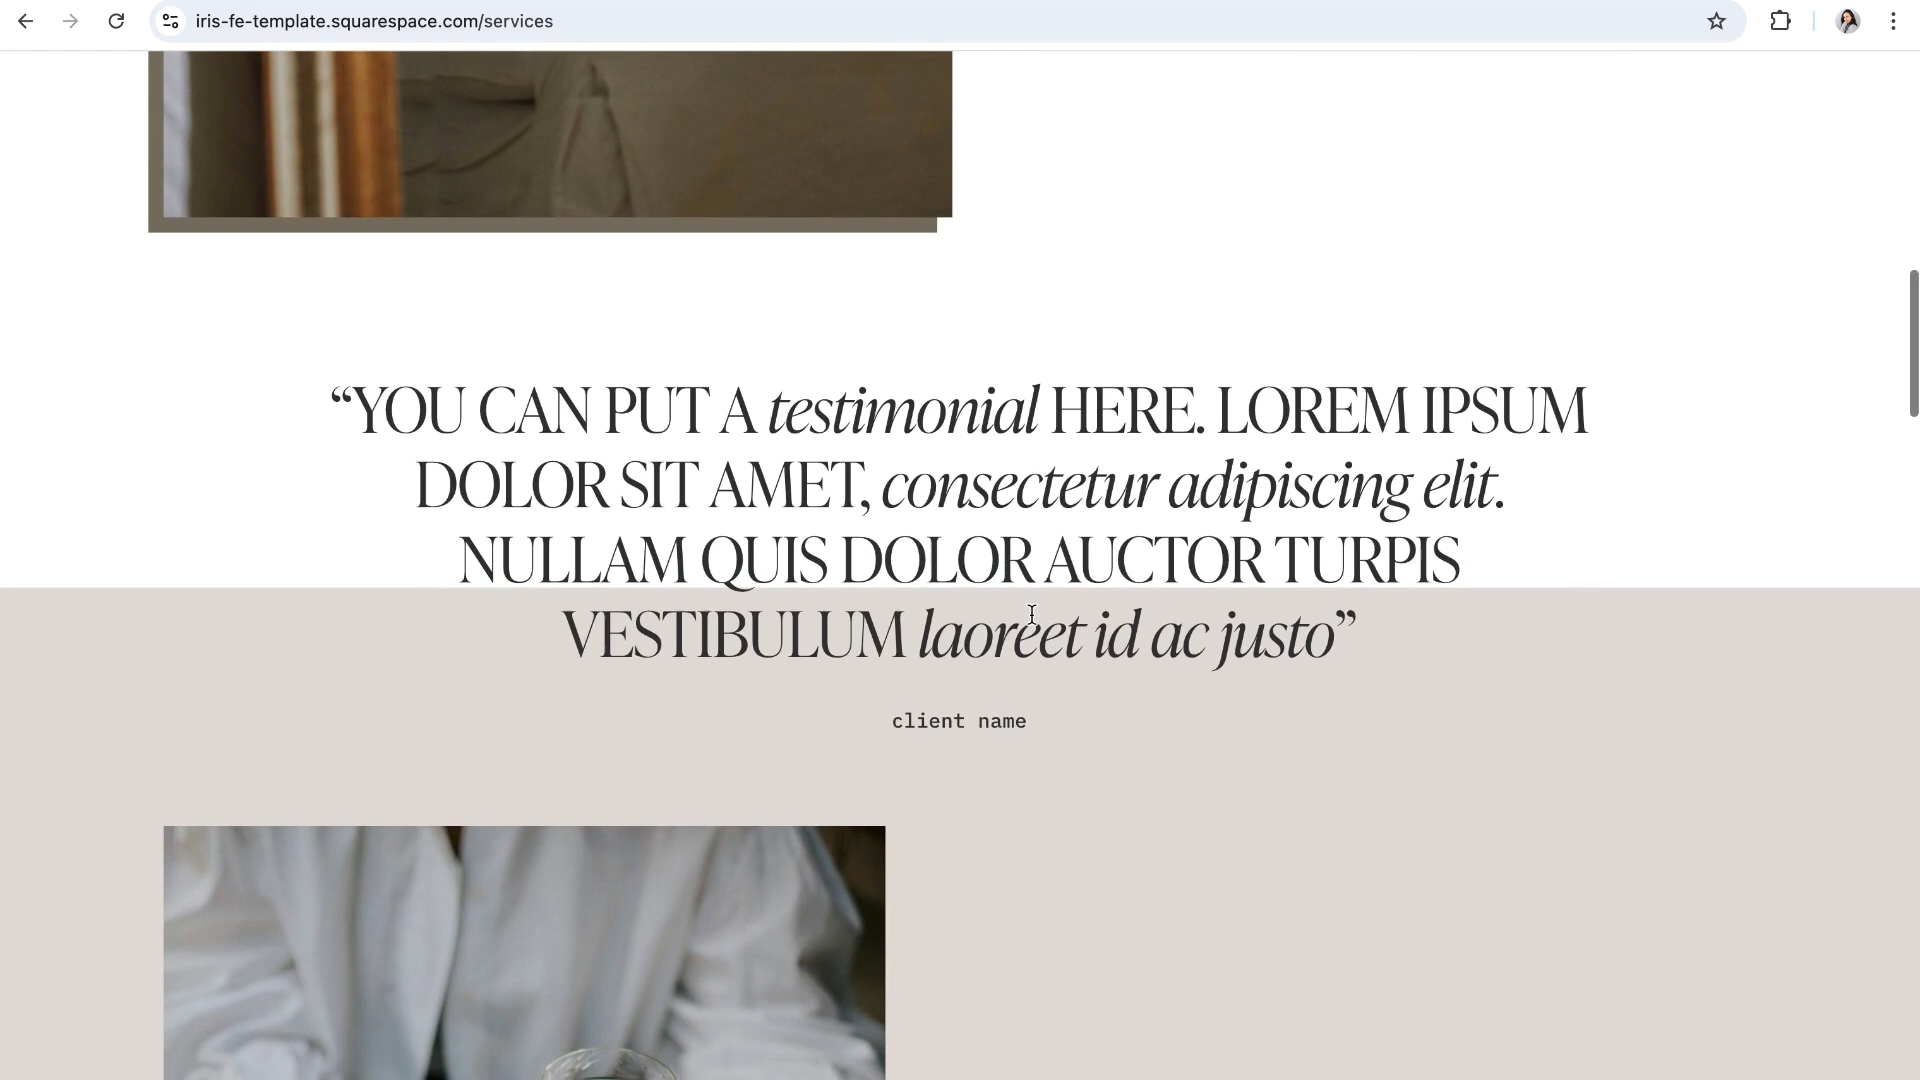 iris-fe-template.squarespace.com/services
“YOU CAN PUT A testimonial HERE. LOREM IPSUM
DOLOR SIT AMET, consectetur adipiscing elit.
NULLAM QUIS DOLOR AUCTOR TURPIS
VESTIBULUM laoreet id ac justo”
client name